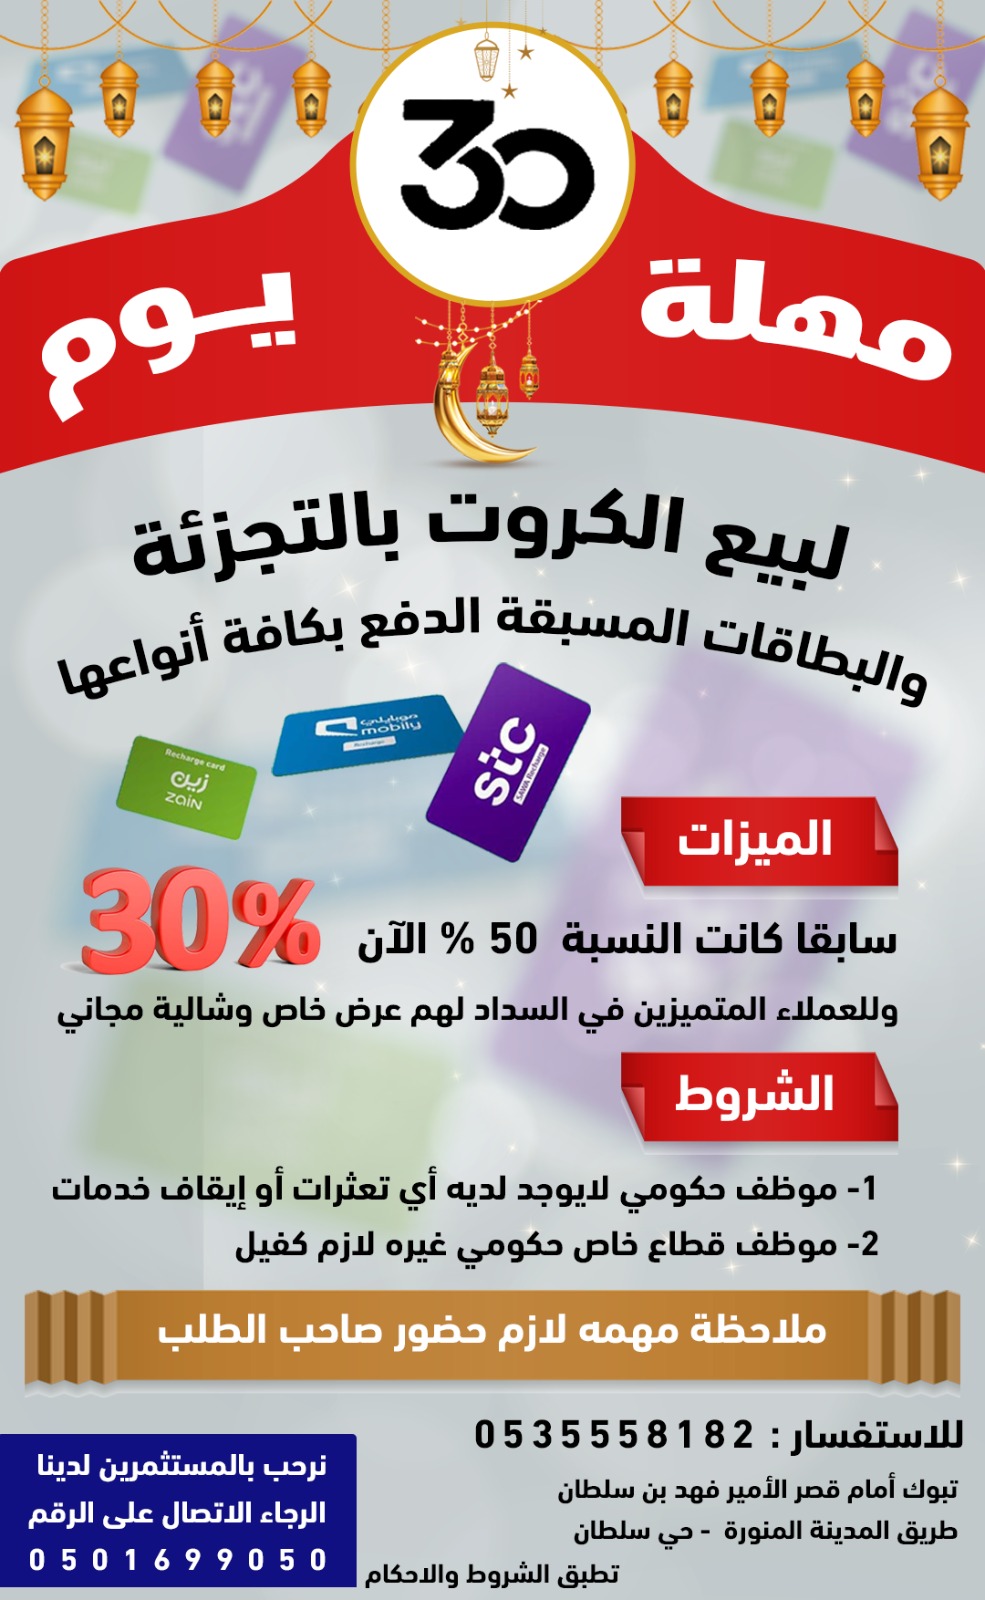 30
مهلة يوم
لبيع الكروت بالتجزئة
والبطاقات المسبقة الدفع بكافة أنواعها
stc
SAWA Recharge
موبايلي
mobily
Recharge
Recharge card
زين
zain
الميزات
سابقا كانت النسبة 50 % الآن 30%
وللعملاء المتميزين في السداد لهم عرض خاص وشالية مجاني
الشروط
1- موظف حكومي لايوجد لديه أي تعثرات أو إيقاف خدمات
2- موظف قطاع خاص حكومي غيره لازم كفيل
ملاحظة مهمه لازم حضور صاحب الطلب
للاستفسار : 0535558182
تبوك أمام قصر الأمير فهد بن سلطان
طريق المدينة المنورة - حي سلطان
تطبق الشروط والاحكام
نرحب بالمستثمرين لدينا
الرجاء الاتصال على الرقم
0501699050